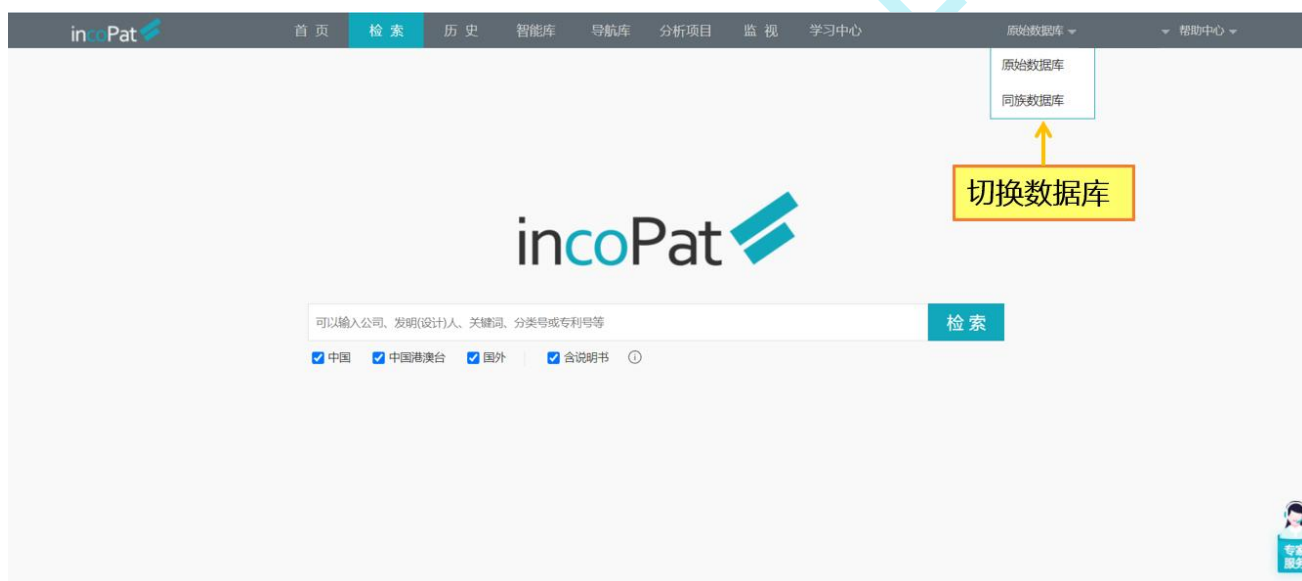 incoPat 首 页 检 索 历 史 智能库 导航库 分析项目 监 视 学习中心 原始数据库 帮助中心
原始数据库
同族数据库
切换数据库
incoPat
可以输入公司、发明(设计)人、关键词、分类号或专利号等 检 索
中国 中国港澳台 国外 含说明书
专家
服务